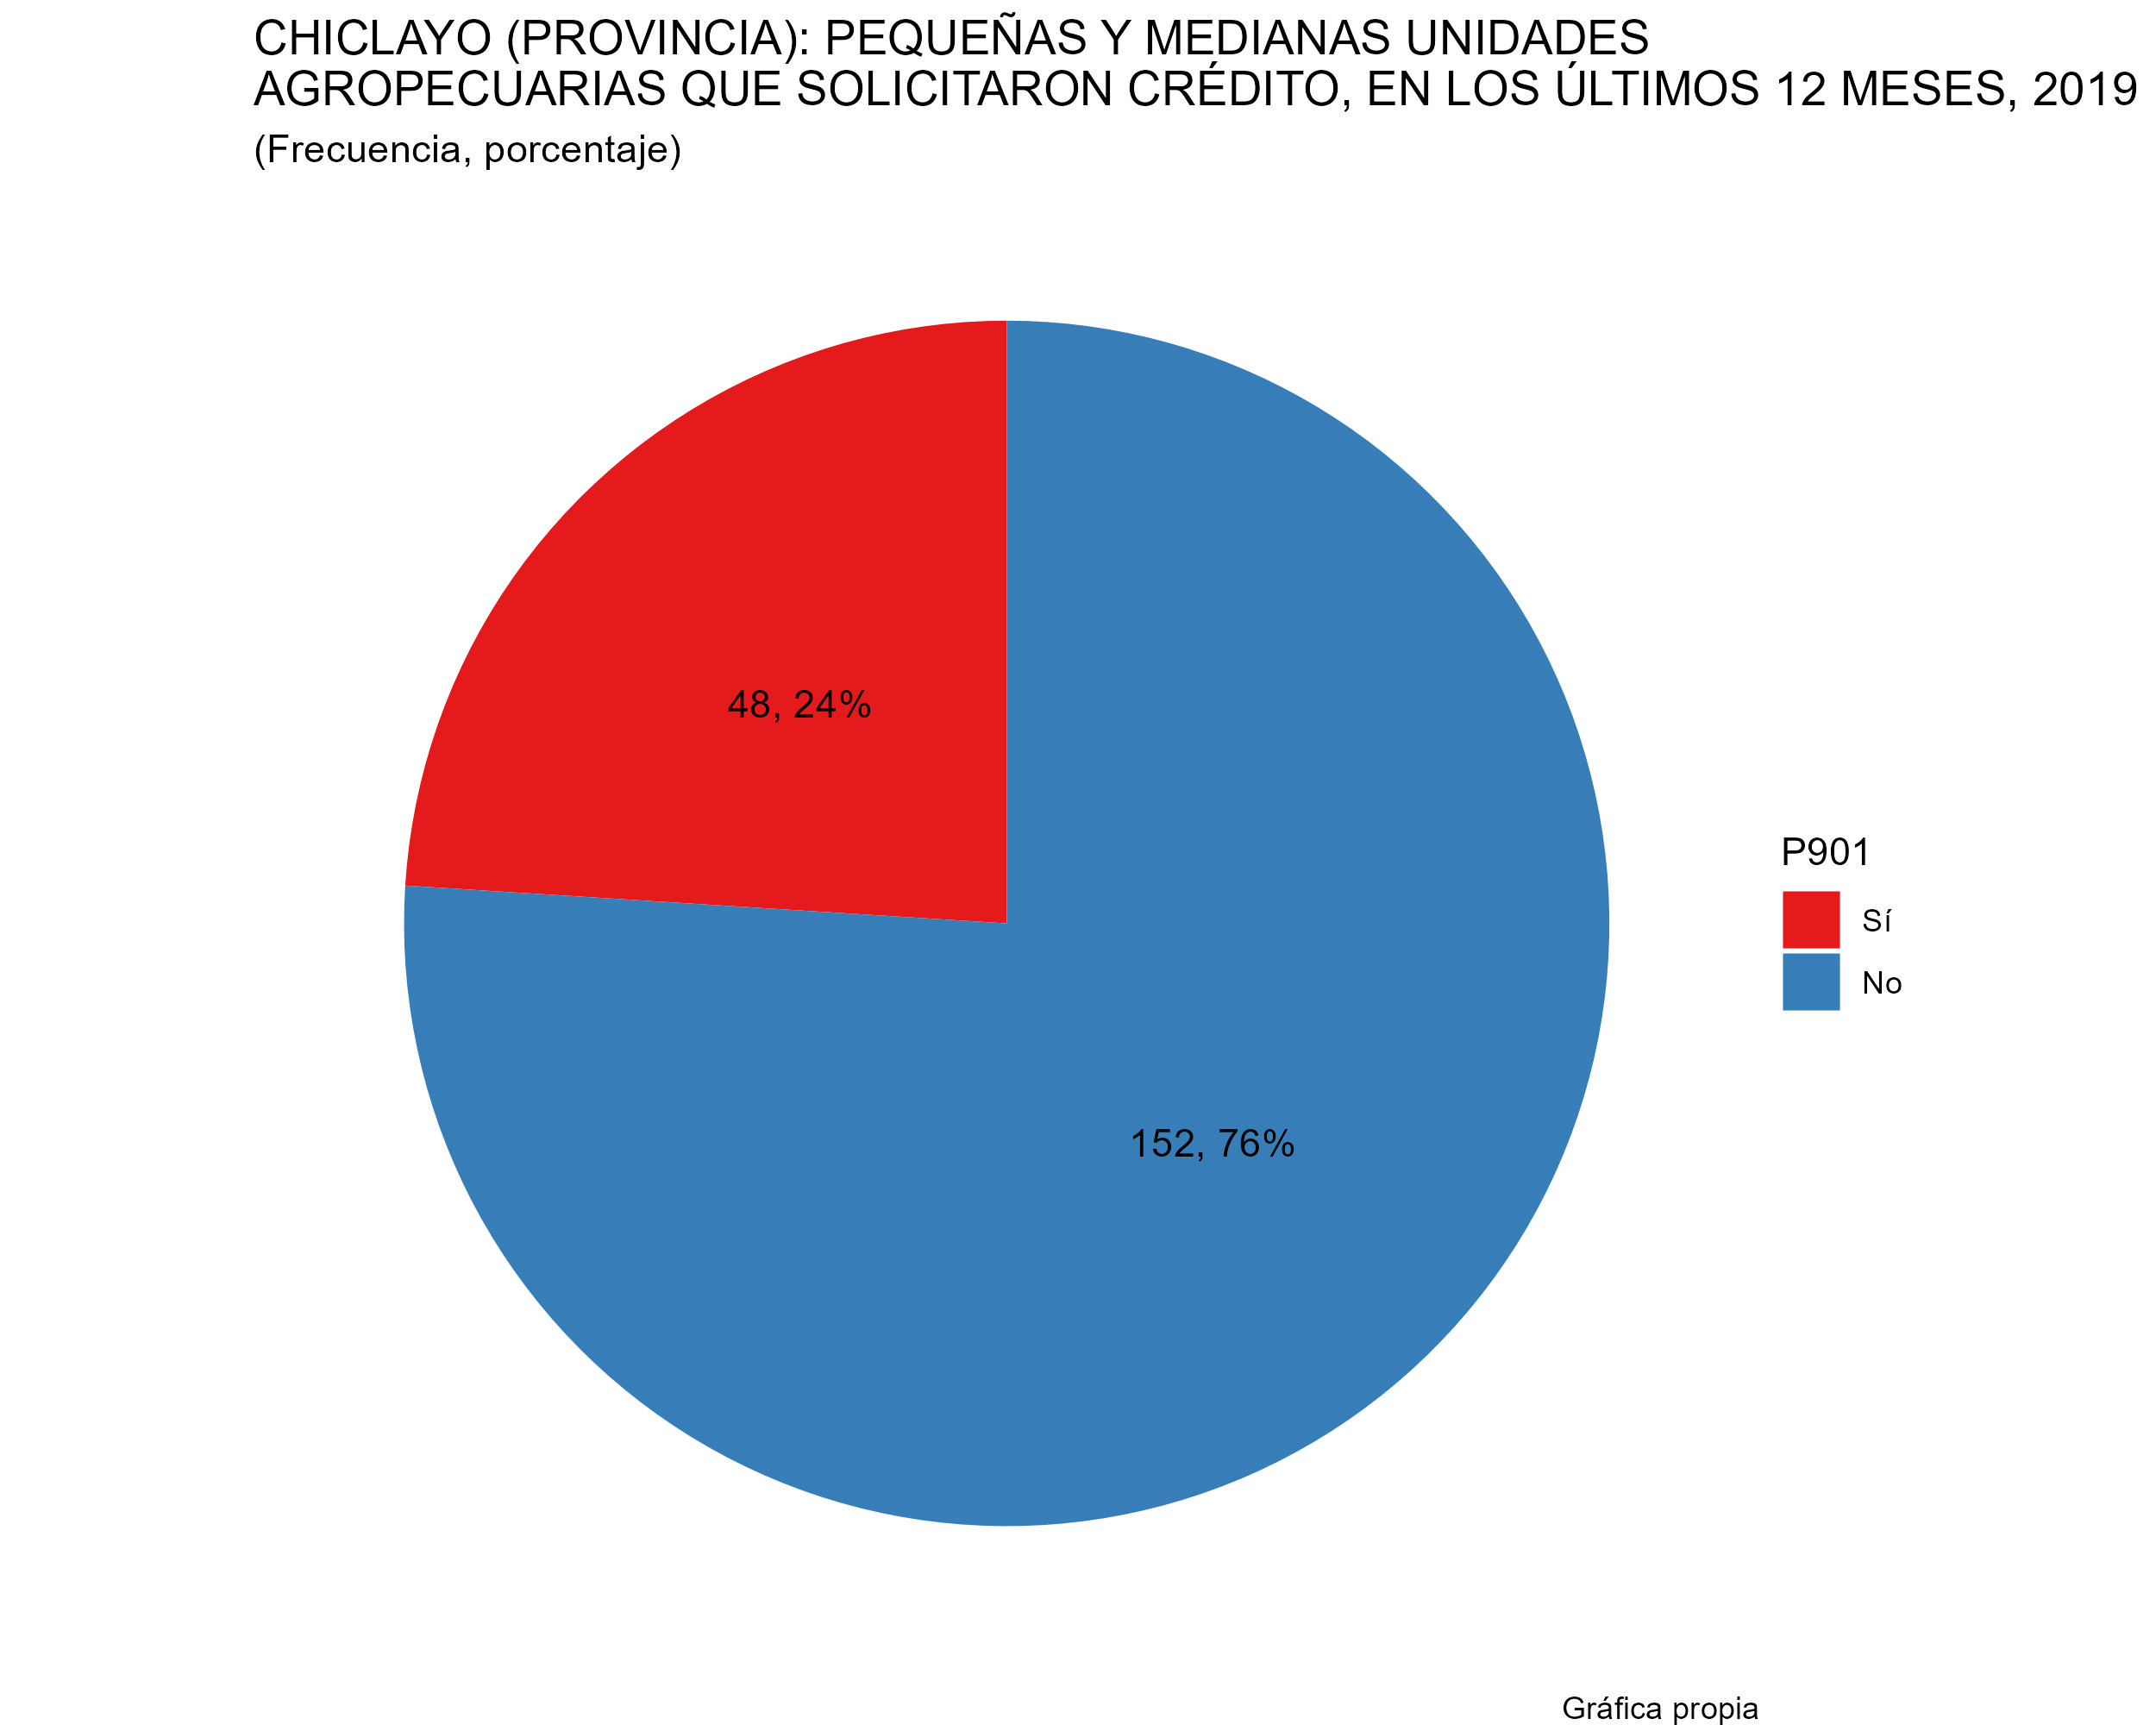 CHICLAYO (PROVINCIA): PEQUEÑAS Y MEDIANAS UNIDADES
AGROPECUARIAS QUE SOLICITARON CRÉDITO, EN LOS ÚLTIMOS 12 MESES, 2019
(Frecuencia, porcentaje)
48, 24%
152, 76%
P901
Sí
No
Gráfica propia